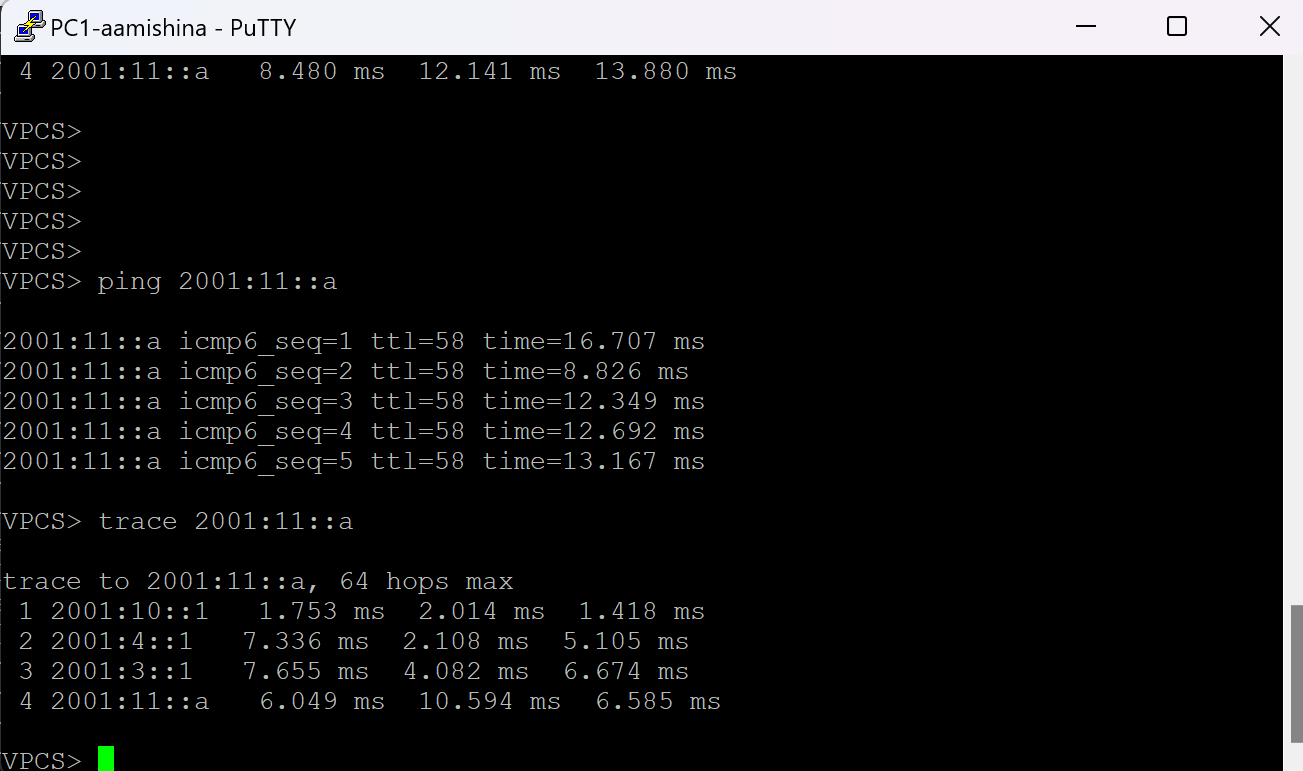 PC1-aamishina - PuTTY
4 2001:11::a 8.480 ms 12.141 ms 13.880 ms
VPCS>
VPCS>
VPCS>
VPCS>
VPCS>
VPCS> ping 2001:11::a
2001:11::a icmp6_seq=1 ttl=58 time=16.707 ms
2001:11::a icmp6_seq=2 ttl=58 time=8.826 ms
2001:11::a icmp6_seq=3 ttl=58 time=12.349 ms
2001:11::a icmp6_seq=4 ttl=58 time=12.692 ms
2001:11::a icmp6_seq=5 ttl=58 time=13.167 ms
VPCS> trace 2001:11::a
trace to 2001:11::a, 64 hops max
1 2001:10::1 1.753 ms 2.014 ms 1.418 ms
2 2001:4::1 7.336 ms 2.108 ms 5.105 ms
3 2001:3::1 7.655 ms 4.082 ms 6.674 ms
4 2001:11::a 6.049 ms 10.594 ms 6.585 ms
VPCS>